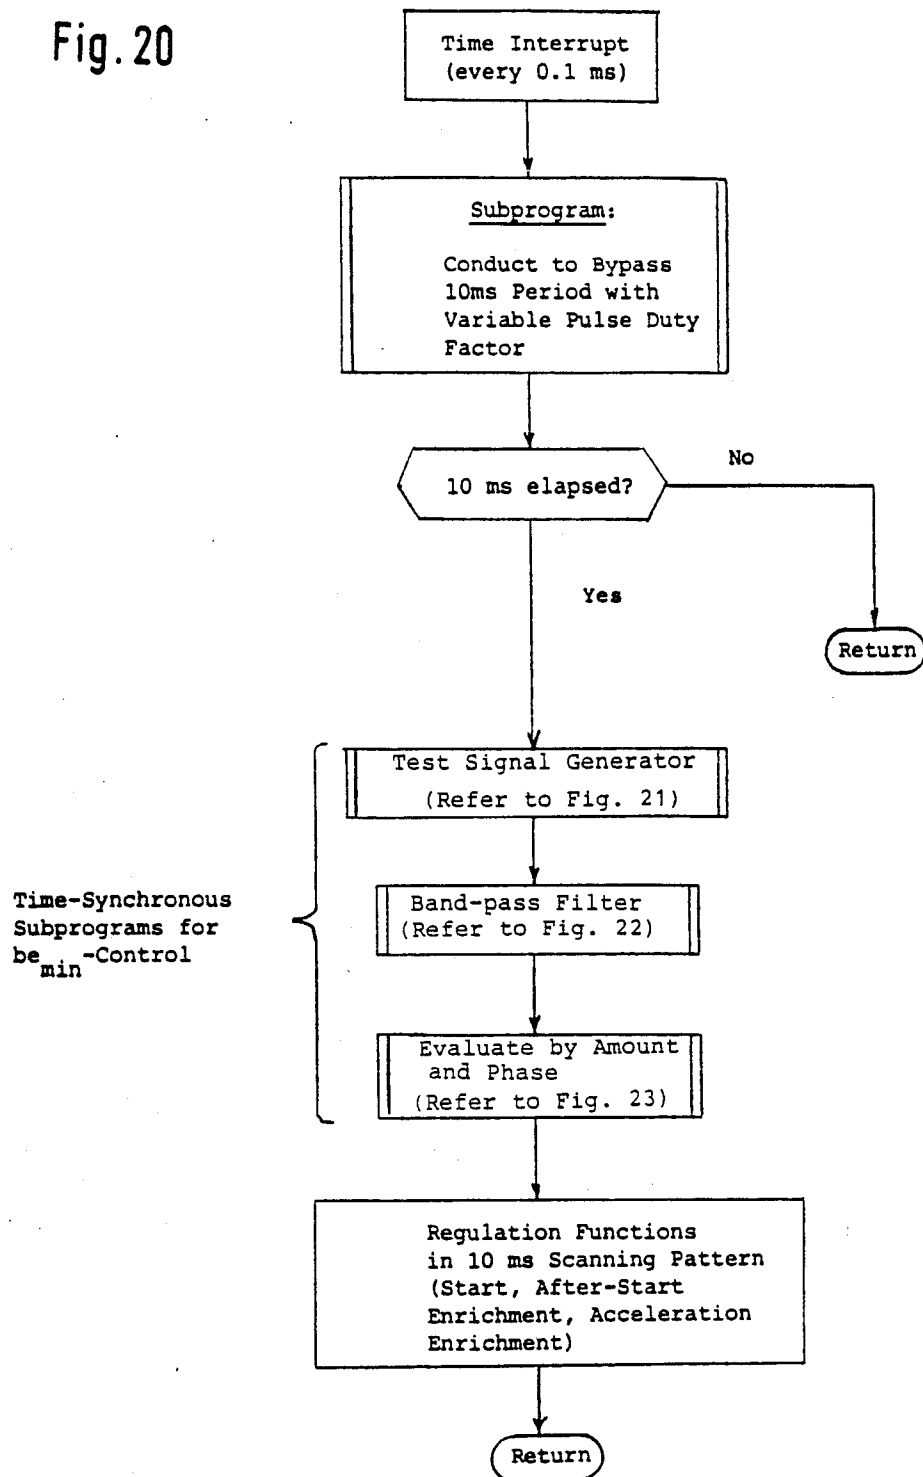 Fig. 20
Time Interrupt
(every 0.1 ms)
Subprogram:
Conduct to Bypass
10ms Period with
Variable Pulse Duty
Factor
10 ms elapsed?
No
Yes
Return
Test Signal Generator
(Refer to Fig. 21)
Band-pass Filter
(Refer to Fig. 22)
Time-Synchronous
Subprograms for
be min-Control
Evaluate by Amount
and Phase
(Refer to Fig. 23)
Regulation Functions
in 10 ms Scanning Pattern
(Start, After-Start
Enrichment, Acceleration
Enrichment)
Return